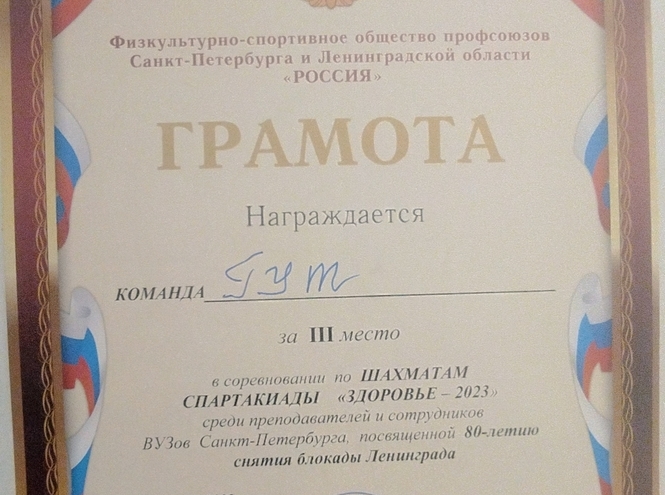 Физкультурно-спортивное общество профсоюзов
Санкт-Петербурга и Ленинградской области
«РОССИЯ»
ГРАМОТА
Награждается
КОМАНДА ГУТ
за III место
в соревновании по ШАХМАТАМ
СПАРТАКИАДЫ «ЗДОРОВЬЕ – 2023»
среди преподавателей и сотрудников
ВУЗов Санкт-Петербурга, посвященной 80-летию
снятия блокады Ленинграда